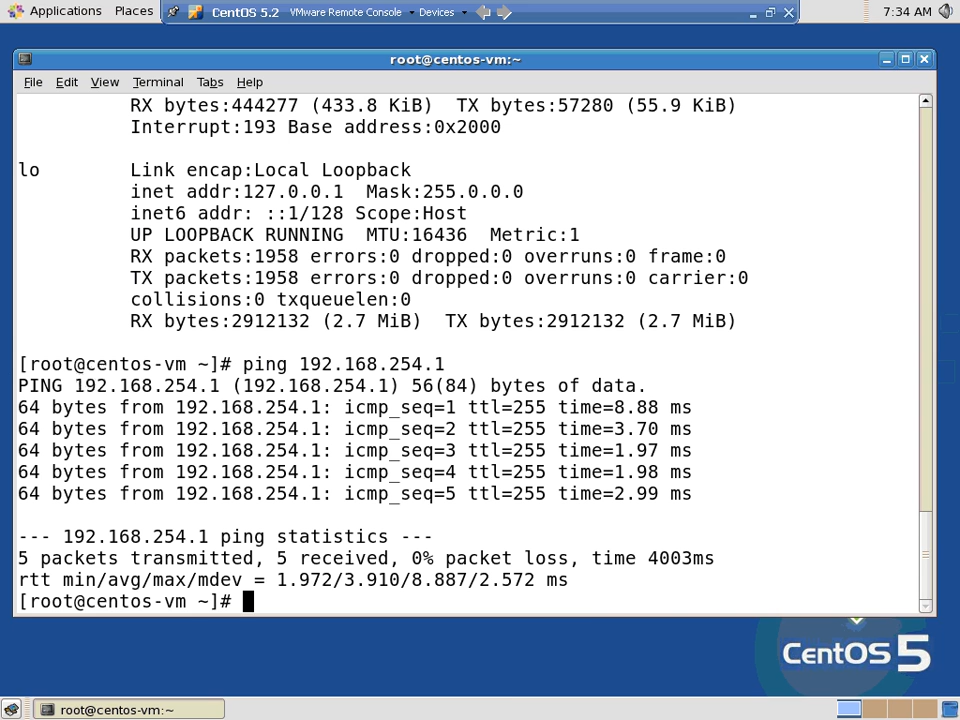 Applications Places CentOS 5.2 VMware Remote Console Devices 7:34 AM
root@centos-vm:~
File Edit View Terminal Tabs Help
RX bytes:444277 (433.8 KiB)  TX bytes:57280 (55.9 KiB)
Interrupt:193 Base address:0x2000
lo        Link encap:Local Loopback
inet addr:127.0.0.1  Mask:255.0.0.0
inet6 addr: ::1/128 Scope:Host
UP LOOPBACK RUNNING  MTU:16436  Metric:1
RX packets:1958 errors:0 dropped:0 overruns:0 frame:0
TX packets:1958 errors:0 dropped:0 overruns:0 carrier:0
collisions:0 txqueuelen:0
RX bytes:2912132 (2.7 MiB)  TX bytes:2912132 (2.7 MiB)
[root@centos-vm ~]# ping 192.168.254.1
PING 192.168.254.1 (192.168.254.1) 56(84) bytes of data.
64 bytes from 192.168.254.1: icmp_seq=1 ttl=255 time=8.88 ms
64 bytes from 192.168.254.1: icmp_seq=2 ttl=255 time=3.70 ms
64 bytes from 192.168.254.1: icmp_seq=3 ttl=255 time=1.97 ms
64 bytes from 192.168.254.1: icmp_seq=4 ttl=255 time=1.98 ms
64 bytes from 192.168.254.1: icmp_seq=5 ttl=255 time=2.99 ms
--- 192.168.254.1 ping statistics ---
5 packets transmitted, 5 received, 0% packet loss, time 4003ms
rtt min/avg/max/mdev = 1.972/3.910/8.887/2.572 ms
[root@centos-vm ~]#
CentOS 5
root@centos-vm:~